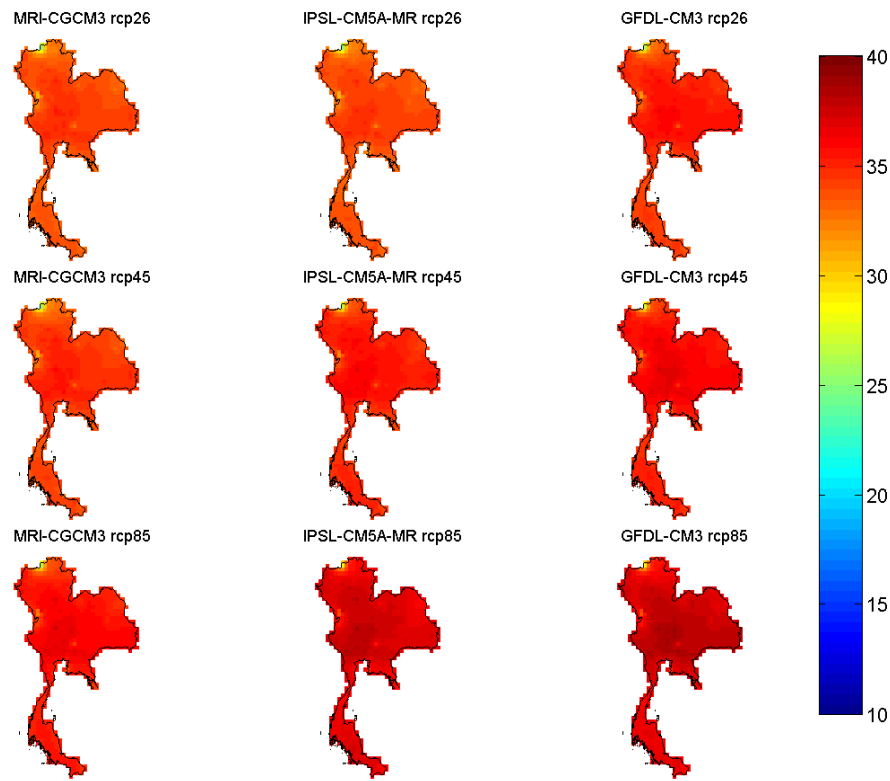 MRI-CGCM3 rcp26
IPSL-CM5A-MR rcp26
GFDL-CM3 rcp26
MRI-CGCM3 rcp45
IPSL-CM5A-MR rcp45
GFDL-CM3 rcp45
MRI-CGCM3 rcp85
IPSL-CM5A-MR rcp85
GFDL-CM3 rcp85
40
35
30
25
20
15
10